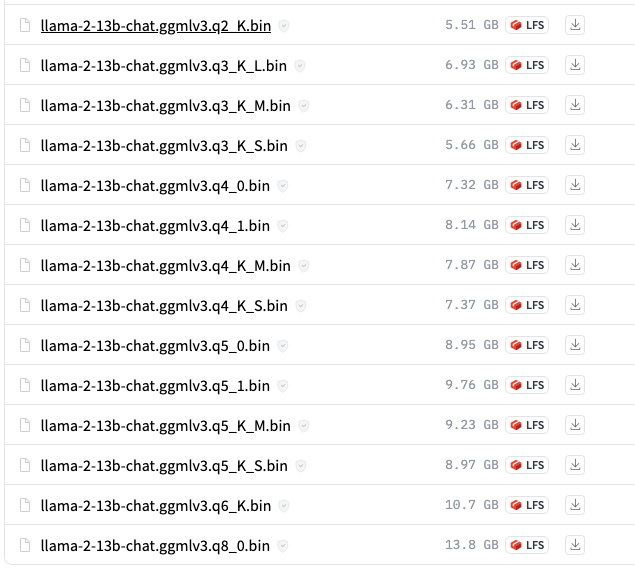 llama-2-13b-chat.ggmlv3.q2_K.bin 5.51 GB LFS
llama-2-13b-chat.ggmlv3.q3_K_L.bin 6.93 GB LFS
llama-2-13b-chat.ggmlv3.q3_K_M.bin 6.31 GB LFS
llama-2-13b-chat.ggmlv3.q3_K_S.bin 5.66 GB LFS
llama-2-13b-chat.ggmlv3.q4_0.bin 7.32 GB LFS
llama-2-13b-chat.ggmlv3.q4_1.bin 8.14 GB LFS
llama-2-13b-chat.ggmlv3.q4_K_M.bin 7.87 GB LFS
llama-2-13b-chat.ggmlv3.q4_K_S.bin 7.37 GB LFS
llama-2-13b-chat.ggmlv3.q5_0.bin 8.95 GB LFS
llama-2-13b-chat.ggmlv3.q5_1.bin 9.76 GB LFS
llama-2-13b-chat.ggmlv3.q5_K_M.bin 9.23 GB LFS
llama-2-13b-chat.ggmlv3.q5_K_S.bin 8.97 GB LFS
llama-2-13b-chat.ggmlv3.q6_K.bin 10.7 GB LFS
llama-2-13b-chat.ggmlv3.q8_0.bin 13.8 GB LFS